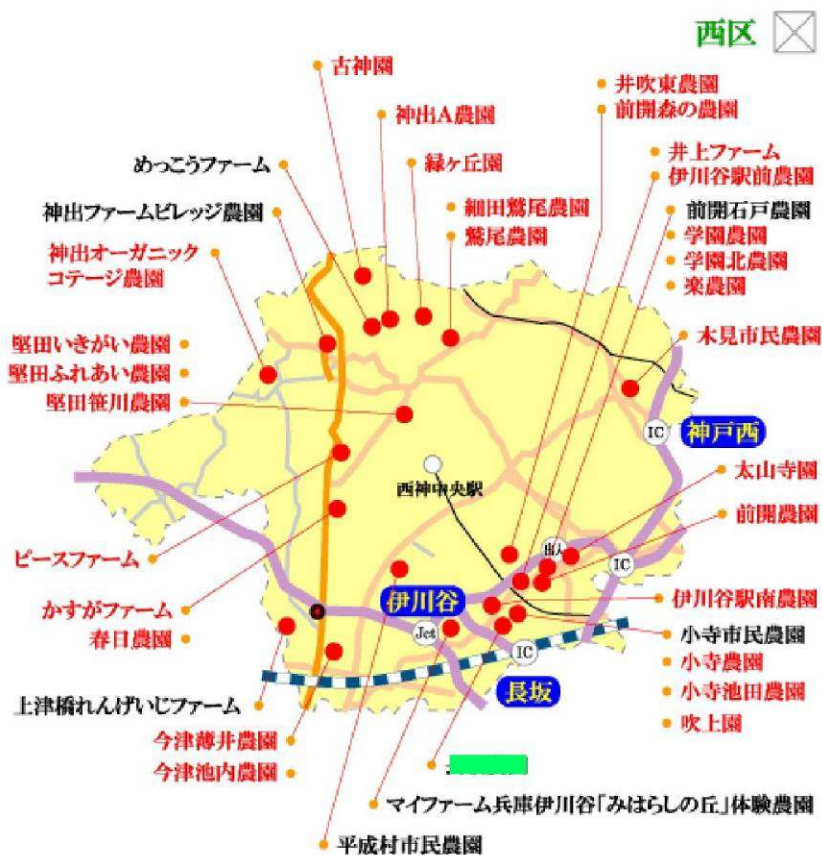 西区
古神園
井吹東農園
前開森の農園
神出A農園
井上ファーム
伊川谷駅前農園
めっこうファーム
緑ヶ丘園
神出ファームビレッジ農園
細田鷲尾農園
鷲尾農園
前開石戸農園
学園農園
学園北農園
楽農園
神出オーガニック
コテージ農園
堅田いきがい農園
堅田ふれあい農園
堅田笹川農園
木見市民農園
IC
神戸西
西神中央駅
太山寺園
前開農園
出入
IC
ピースファーム
かすがファーム
春日農園
伊川谷
伊川谷駅南農園
Jct
小寺市民農園
IC
小寺農園
長坂
小寺池田農園
吹上園
上津橋れんげいじファーム
今津薄井農園
今津池内農園
マイファーム兵庫伊川谷「みはらしの丘」体験農園
平成村市民農園